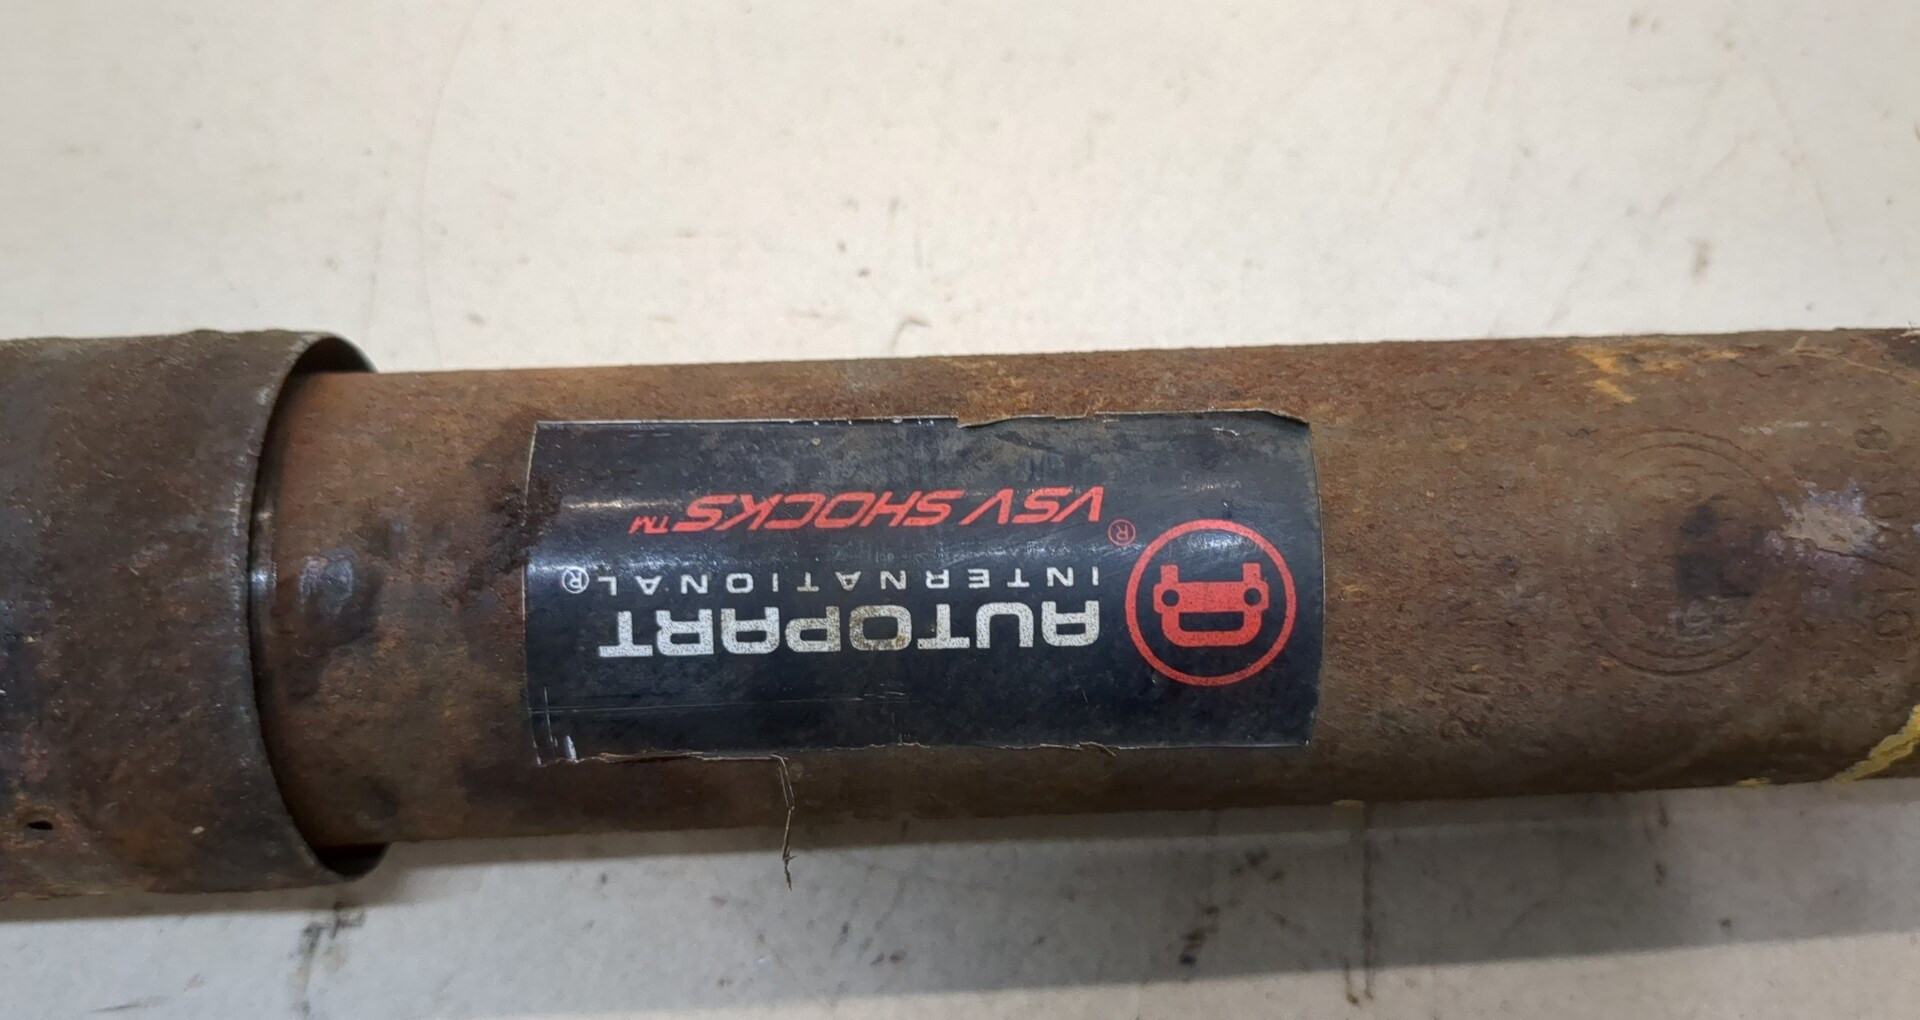 AUTOPART
INTERNATIONAL®
®
VSV SHOCKS™